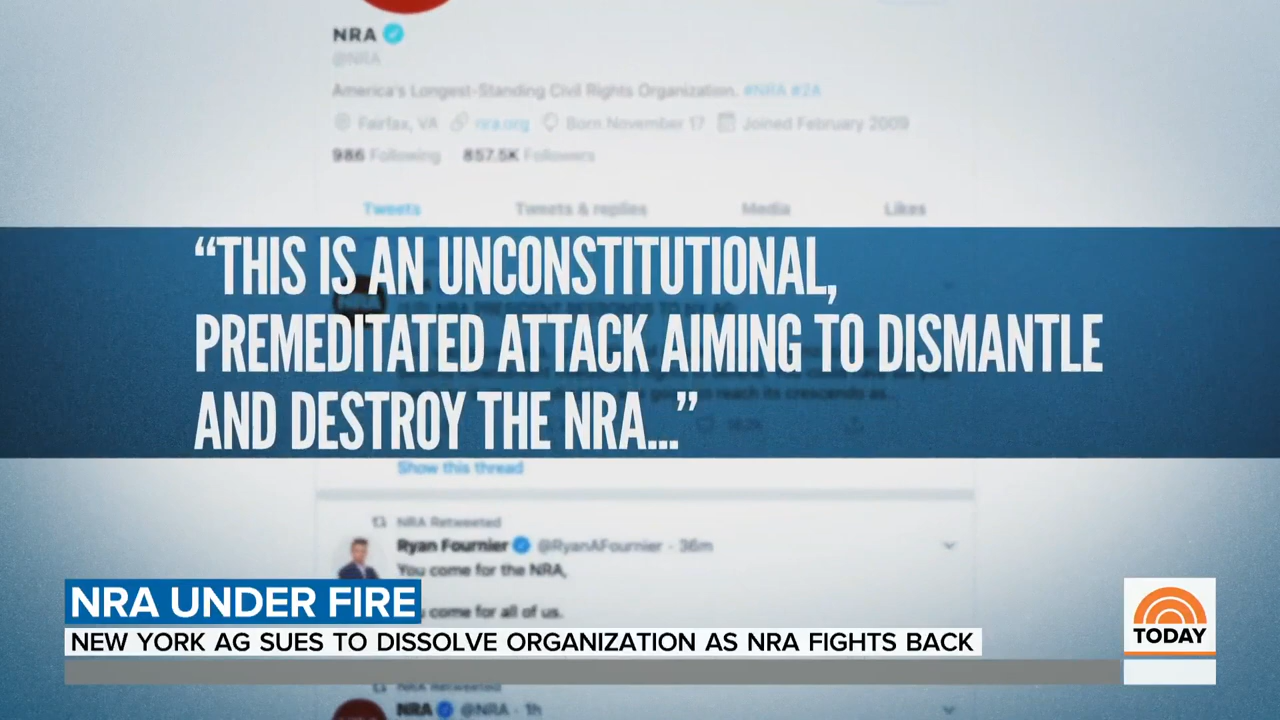 NRA
@NRA
America's Longest-Standing Civil Rights Organization. #NRA #2A
Fairfax, VA nra.org Born November 17 Joined February 2009
986 Following 857.5K Followers
Tweets Tweets & replies Media Likes
“THIS IS AN UNCONSTITUTIONAL,
PREMEDITATED ATTACK AIMING TO DISMANTLE
AND DESTROY THE NRA...”
reach its crescendo as...
Show this thread
NRA Retweeted
Ryan Fournier @RyanAFournier · 36m
You come for the NRA,
come for all of us.
NRA UNDER FIRE
NEW YORK AG SUES TO DISSOLVE ORGANIZATION AS NRA FIGHTS BACK
TODAY
NRA Retweeted
NRA @NRA · 1h